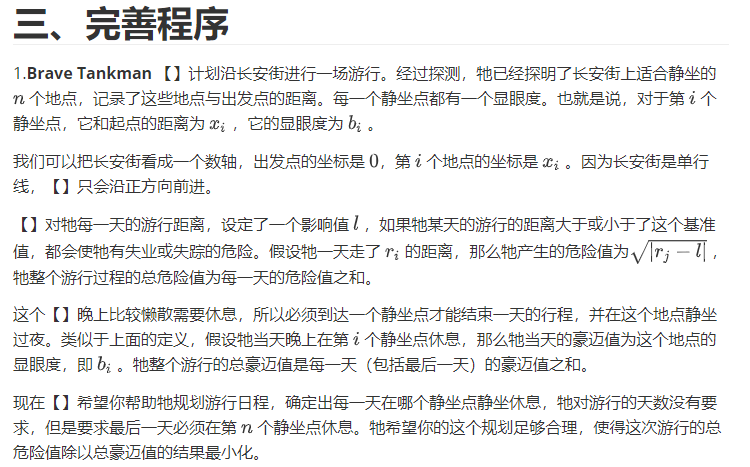 三、完善程序
1.Brave Tankman 【】计划沿长安街进行一场游行。经过探测，牠已经探明了长安街上适合静坐的
n 个地点，记录了这些地点与出发点的距离。每一个静坐点都有一个显眼度。也就是说，对于第 i 个
静坐点，它和起点的距离为 x_i ，它的显眼度为 b_i 。
我们可以把长安街看成一个数轴，出发点的坐标是 0，第 i 个地点的坐标是 x_i 。因为长安街是单行
线，【】只会沿正方向前进。
【】对牠每一天的游行距离，设定了一个影响值 l ，如果牠某天的游行的距离大于或小于了这个基准
值，都会使牠有失业或失踪的危险。假设牠一天走了 r_i 的距离，那么牠产生的危险值为√|r_j − l| ，
牠整个游行过程的总危险值为每一天的危险值之和。
这个【】晚上比较懒散需要休息，所以必须到达一个静坐点才能结束一天的行程，并在这个地点静坐
过夜。类似于上面的定义，假设牠当天晚上在第 i 个静坐点休息，那么牠当天的豪迈值为这个地点的
显眼度，即 b_i 。牠整个游行的总豪迈值是每一天（包括最后一天）的豪迈值之和。
现在【】希望你帮助牠规划游行日程，确定出每一天在哪个静坐点静坐休息，牠对游行的天数没有要
求，但是要求最后一天必须在第 n 个静坐点休息。牠希望你的这个规划足够合理，使得这次游行的总
危险值除以总豪迈值的结果最小化。